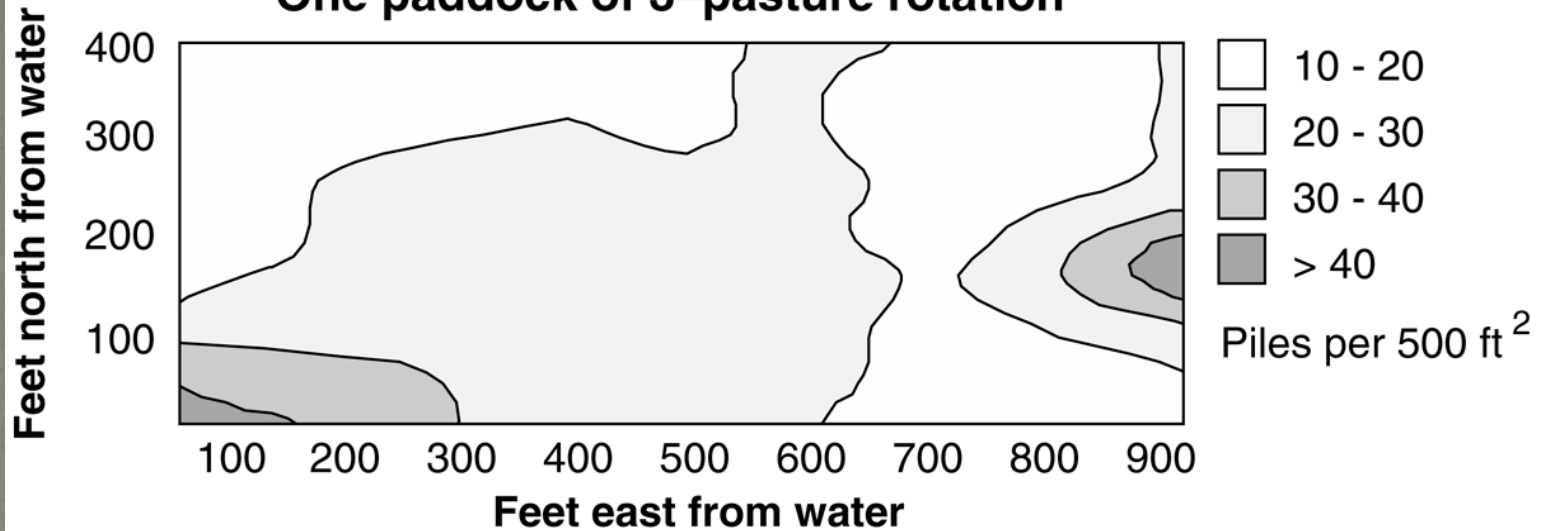 One paddock of 3-pasture rotation
Feet north from water
400
300
200
100
100 200 300 400 500 600 700 800 900
Feet east from water
10 - 20
20 - 30
30 - 40
> 40
Piles per 500 ft 2